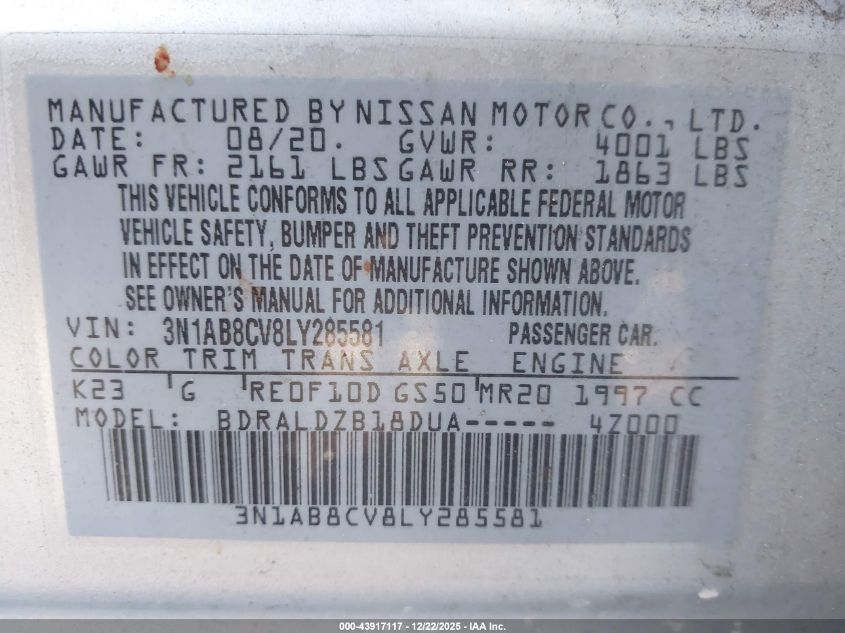 MANUFACTURED BY NISSAN MOTOR CO., LTD.
DATE: 08/20. GVWR: 4001 LBS
GAWR FR: 2161 LBS GAWR RR: 1863 LBS
THIS VEHICLE CONFORMS TO ALL APPLICABLE FEDERAL MOTOR
VEHICLE SAFETY, BUMPER AND THEFT PREVENTION STANDARDS
IN EFFECT ON THE DATE OF MANUFACTURE SHOWN ABOVE.
SEE OWNER'S MANUAL FOR ADDITIONAL INFORMATION.
VIN: 3N1AB8CV8LY285581 PASSENGER CAR.
COLOR TRIM TRANS AXLE ENGINE
K23 'G 'RE0F10D GS50 'MR20 1997 CC
MODEL: BDRALDZB18DUA----- 4Z000
3N1AB8CV8LY285581
000-43917117 - 12/22/2025 - IAA Inc.